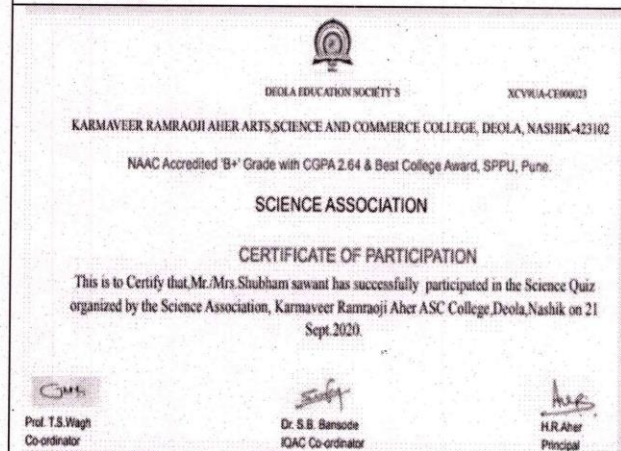 DEOLA EDUCATION SOCIETY'S
XCV9UA-CE000023
KARMAVEER RAMRAOJI AHER ARTS,SCIENCE AND COMMERCE COLLEGE, DEOLA, NASHIK-423102
NAAC Accredited 'B+' Grade with CGPA 2.64 & Best College Award, SPPU, Pune.
SCIENCE ASSOCIATION
CERTIFICATE OF PARTICIPATION
This is to Certify that,Mr./Mrs.Shubham sawant has successfully participated in the Science Quiz
organized by the Science Association, Karmaveer Ramraoji Aher ASC College,Deola,Nashik on 21
Sept.2020.
Prof. T.S.Wagh
Co-ordinator
Dr. S.B. Bansode
IQAC Co-ordinator
H.R.Aher
Principal